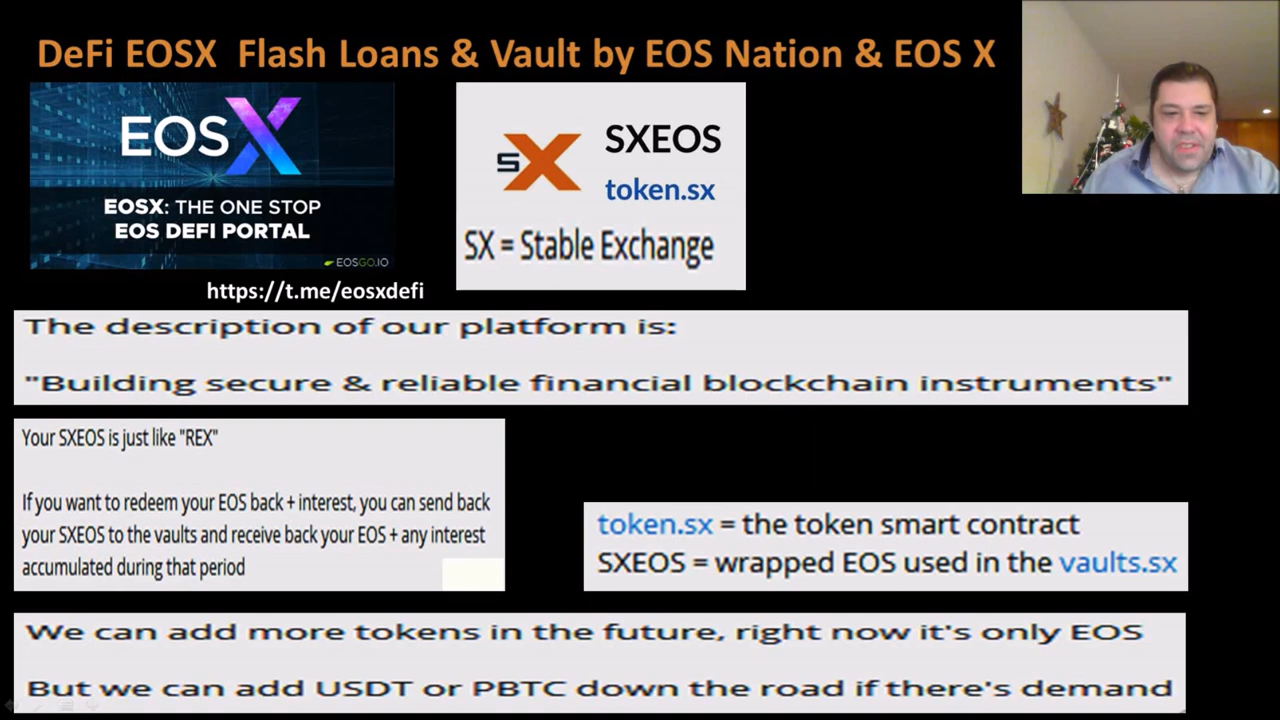 DeFi EOSX Flash Loans & Vault by EOS Nation & EOS X
EOSX
EOSX: THE ONE STOP
EOS DEFI PORTAL
EOSGO.IO
https://t.me/eosxdefi
sX
SXEOS
token.sx
SX = Stable Exchange
The description of our platform is:
"Building secure & reliable financial blockchain instruments"
Your SXEOS is just like "REX"
If you want to redeem your EOS back + interest, you can send back
your SXEOS to the vaults and receive back your EOS + any interest
accumulated during that period
token.sx = the token smart contract
SXEOS = wrapped EOS used in the vaults.sx
We can add more tokens in the future, right now it's only EOS
But we can add USDT or PBTC down the road if there's demand